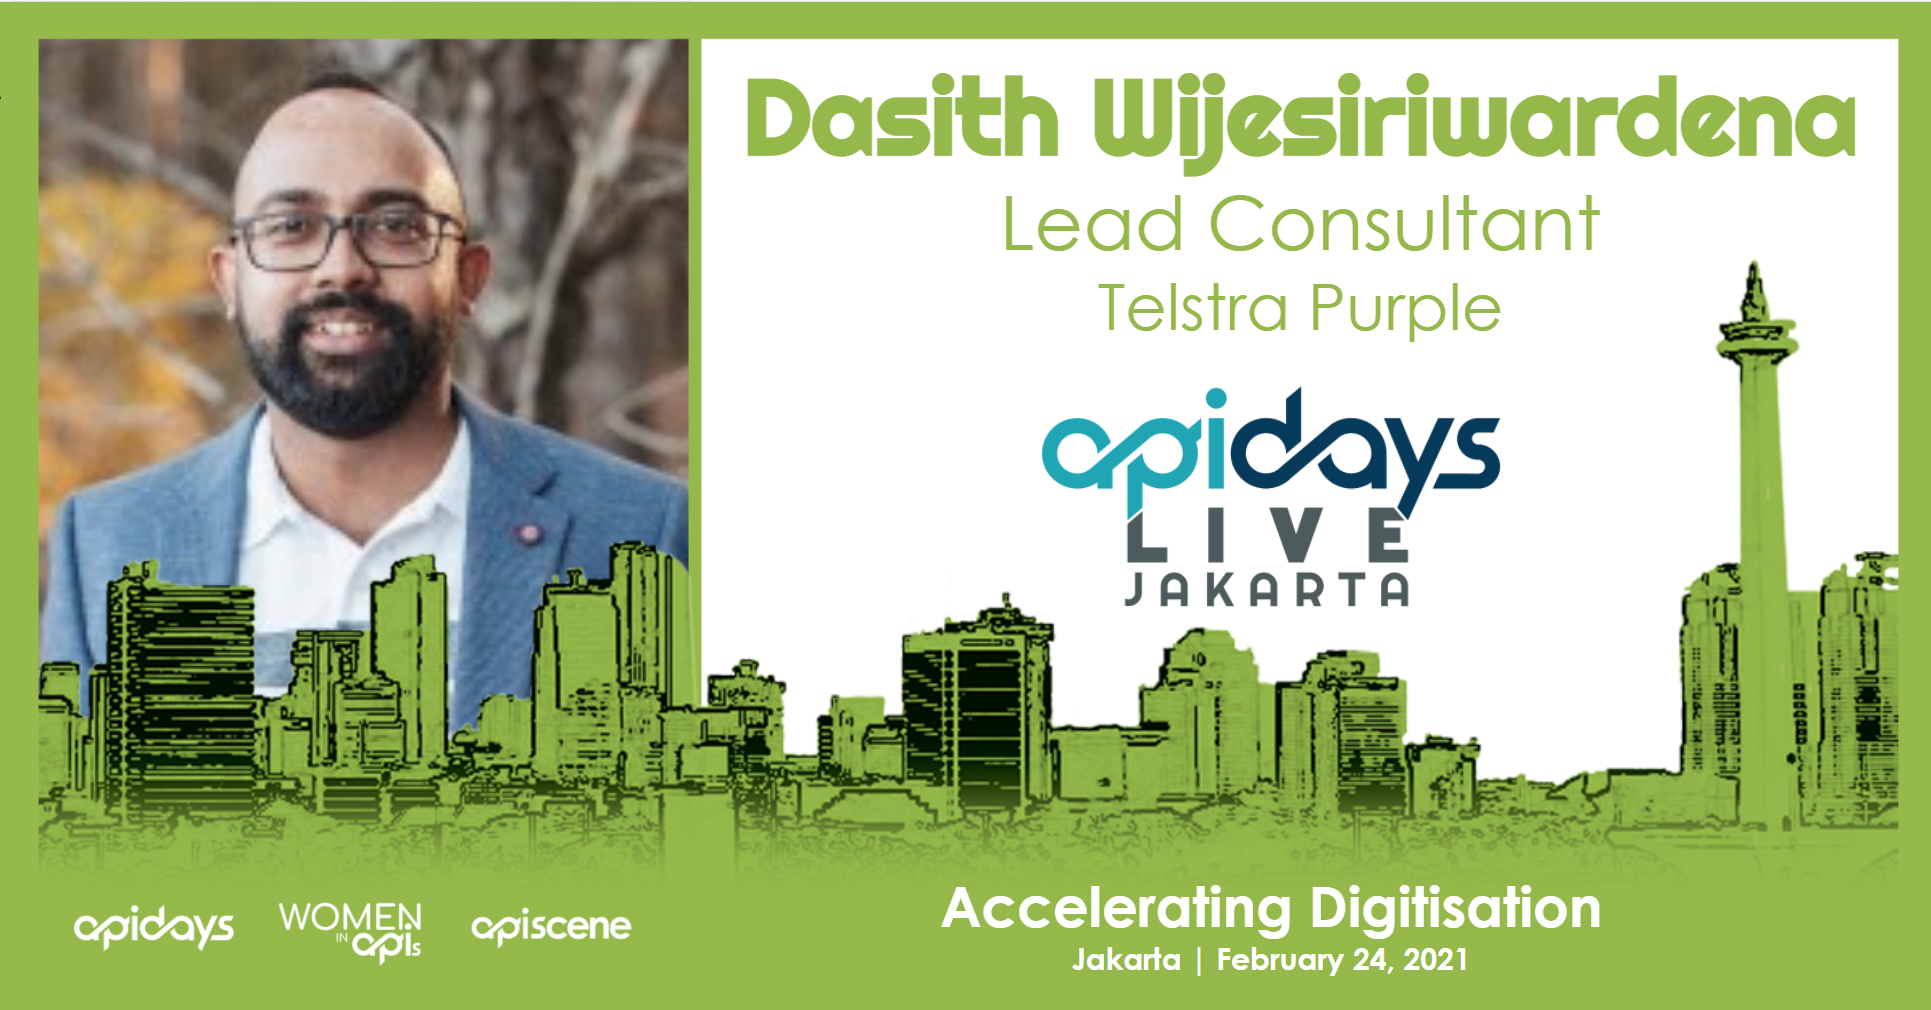 Dasith Wijesiriwardena
Lead Consultant
Telstra Purple
apidays
LIVE
JAKARTA
Accelerating Digitisation
Jakarta | February 24, 2021
apidays
WOMEN
IN apis
apiscene